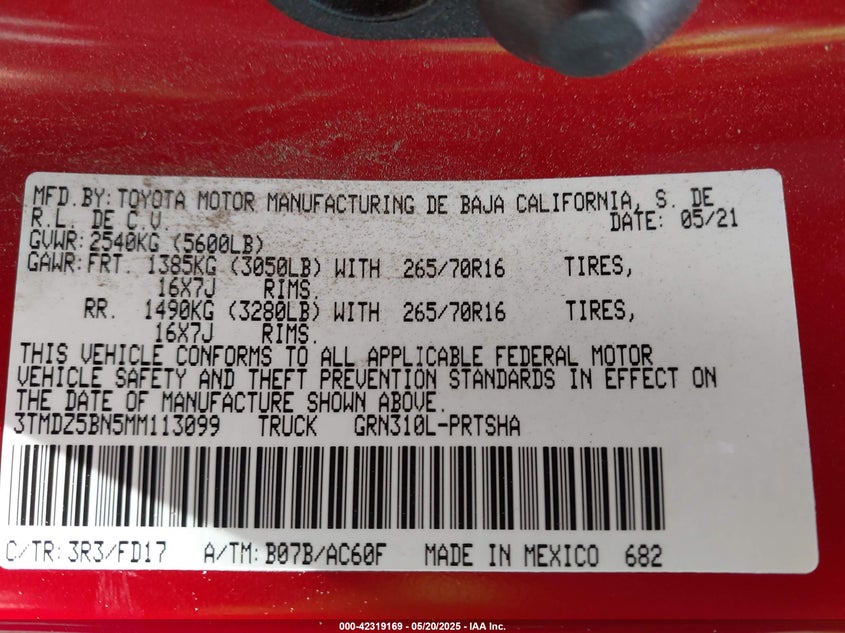 MFD. BY: TOYOTA MOTOR MANUFACTURING DE BAJA CALIFORNIA, S. DE
R.L. DE C.V. DATE: 05/21
GVWR: 2540KG (5600LB)
GAWR: FRT. 1385KG (3050LB) WITH 265/70R16 TIRES,
16X7J RIMS.
RR. 1490KG (3280LB) WITH 265/70R16 TIRES,
16X7J RIMS.
THIS VEHICLE CONFORMS TO ALL APPLICABLE FEDERAL MOTOR
VEHICLE SAFETY AND THEFT PREVENTION STANDARDS IN EFFECT ON
THE DATE OF MANUFACTURE SHOWN ABOVE.
3TMDZ5BN5MM113099 TRUCK GRN310L-PRTSHA
C/TR: 3R3/FD17 A/TM: B07B/AC60F MADE IN MEXICO 682
000-42319169 - 05/20/2025 - IAA Inc.